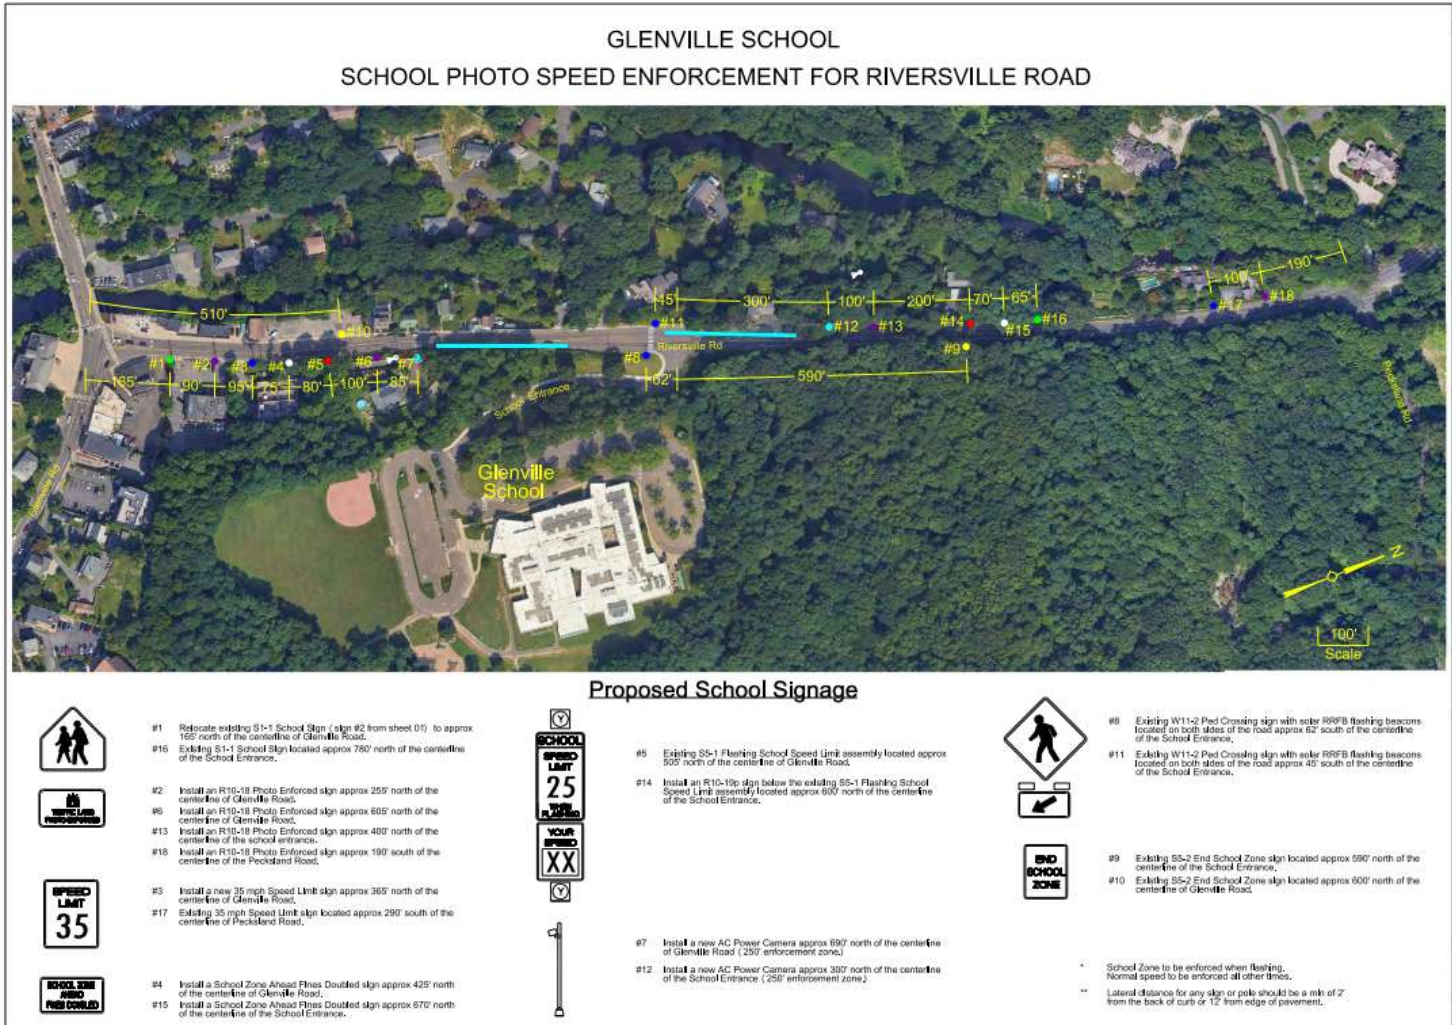 GLENVILLE SCHOOL
SCHOOL PHOTO SPEED ENFORCEMENT FOR RIVERSVILLE ROAD
510'
#10
#1
#2
#3
#4
#5
#6
#7
165'
90'
95'
75'
80'
100'
85'
45'
300'
100'
200'
70'
65'
#11
#12
#13
#14
#15
#16
#8
Riversville Rd
#9
62'
590'
100'
190'
#17
#18
School Entrance
Glenville
School
Glenville Rd
Pecksland Rd
N
100'
Scale
Proposed School Signage
#1 Relocate existing S1-1 School Sign ( sign #2 from sheet 01) to approx
165' north of the centerline of Glenville Road.
#16 Existing S1-1 School Sign located approx 780' north of the centerline
of the School Entrance.
TRAFFIC LAWS
PHOTO ENFORCED
#2 Install an R10-18 Photo Enforced sign approx 255' north of the
centerline of Glenville Road.
#6 Install an R10-18 Photo Enforced sign approx 605' north of the
centerline of Glenville Road.
#13 Install an R10-18 Photo Enforced sign approx 400' north of the
centerline of the school entrance.
#18 Install an R10-18 Photo Enforced sign approx 190' south of the
centerline of the Pecksland Road.
SPEED
LIMIT
35
#3 Install a new 35 mph Speed Limit sign approx 365' north of the
centerline of Glenville Road.
#17 Existing 35 mph Speed Limit sign located approx 290' south of the
centerline of Pecksland Road.
SCHOOL ZONE
AHEAD
FINES DOUBLED
#4 Install a School Zone Ahead Fines Doubled sign approx 425' north
of the centerline of Glenville Road.
#15 Install a School Zone Ahead Fines Doubled sign approx 670' north
of the centerline of the School Entrance.
Y
SCHOOL
SPEED
LIMIT
25
WHEN
FLASHING
YOUR
SPEED
XX
Y
#5 Existing S5-1 Flashing School Speed Limit assembly located approx
505' north of the centerline of Glenville Road.
#14 Install an R10-19p sign below the existing S5-1 Flashing School
Speed Limit assembly located approx 600' north of the centerline
of the School Entrance.
#7 Install a new AC Power Camera approx 690' north of the centerline
of Glenville Road ( 250' enforcement zone.)
#12 Install a new AC Power Camera approx 300' north of the centerline
of the School Entrance ( 250' enforcement zone.)
#8 Existing W11-2 Ped Crossing sign with solar RRFB flashing beacons
located on both sides of the road approx 62' south of the centerline
of the School Entrance.
#11 Existing W11-2 Ped Crossing sign with solar RRFB flashing beacons
located on both sides of the road approx 45' south of the centerline
of the School Entrance.
END
SCHOOL
ZONE
#9 Existing S5-2 End School Zone sign located approx 590' north of the
centerline of the School Entrance.
#10 Existing S5-2 End School Zone sign located approx 600' north of the
centerline of Glenville Road.
* School Zone to be enforced when flashing.
Normal speed to be enforced all other times.
** Lateral distance for any sign or pole should be a min of 2'
from the back of curb or 12' from edge of pavement.